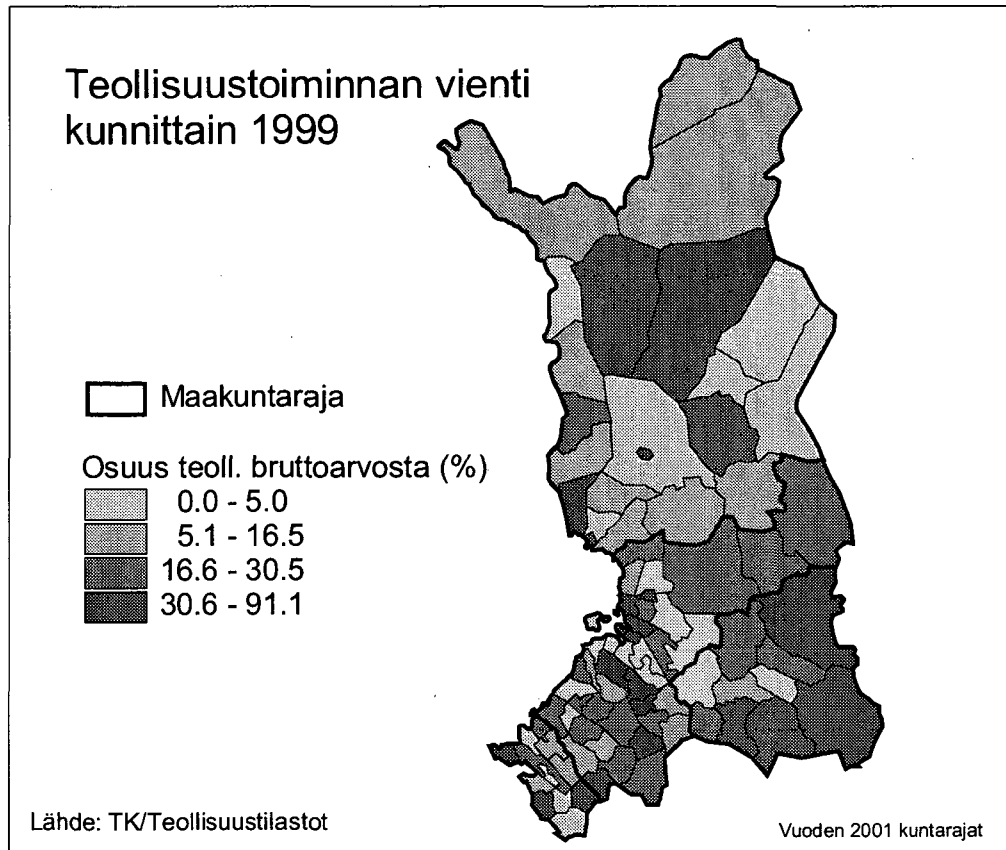 Teollisuustoiminnan vienti
kunnittain 1999
Maakuntaraja
Osuus teoll. bruttoarvosta (%)
0.0 - 5.0
5.1 - 16.5
16.6 - 30.5
30.6 - 91.1
Lähde: TK/Teollisuustilastot
Vuoden 2001 kuntarajat